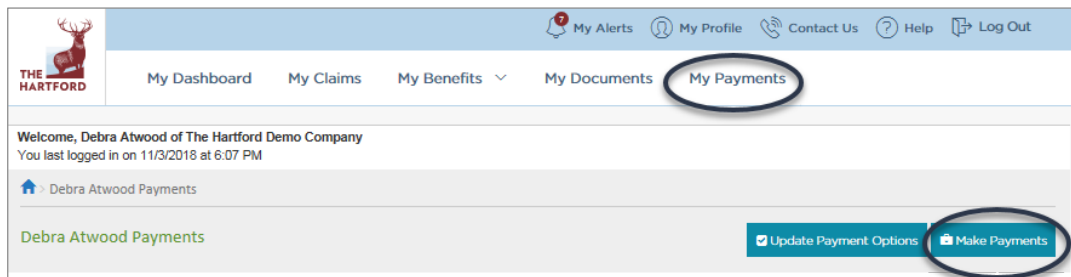 7
My Alerts My Profile Contact Us ? Help Log Out
THE
HARTFORD
My Dashboard My Claims My Benefits My Documents My Payments
Welcome, Debra Atwood of The Hartford Demo Company
You last logged in on 11/3/2018 at 6:07 PM
> Debra Atwood Payments
Debra Atwood Payments Update Payment Options Make Payments